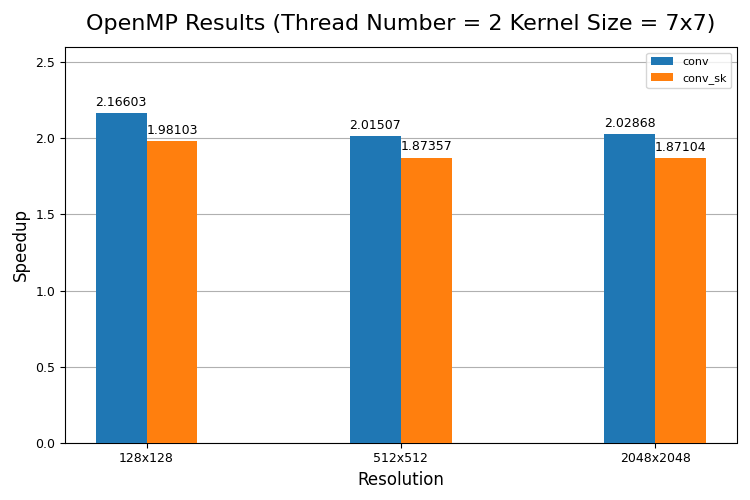 OpenMP Results (Thread Number = 2 Kernel Size = 7x7)
conv
conv_sk
2.5
2.0
1.5
1.0
0.5
0.0
Speedup
2.16603
1.98103
2.01507
1.87357
2.02868
1.87104
128x128
512x512
2048x2048
Resolution